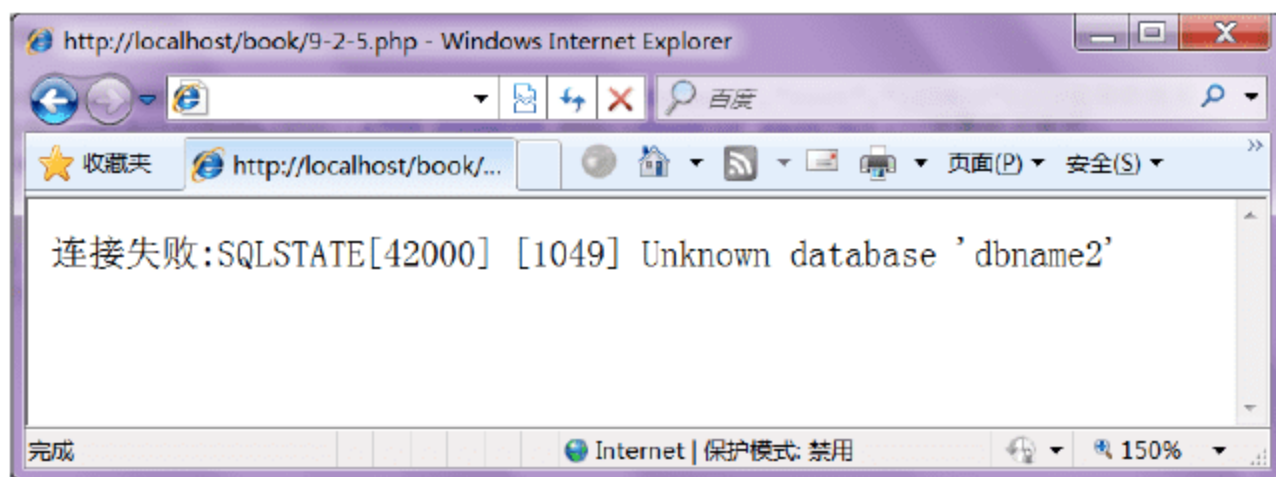 http://localhost/book/9-2-5.php - Windows Internet Explorer
百度
收藏夹 http://localhost/book/... 页面(P) 安全(S) »
连接失败:SQLSTATE[42000] [1049] Unknown database 'dbname2'
完成 Internet | 保护模式: 禁用 150%